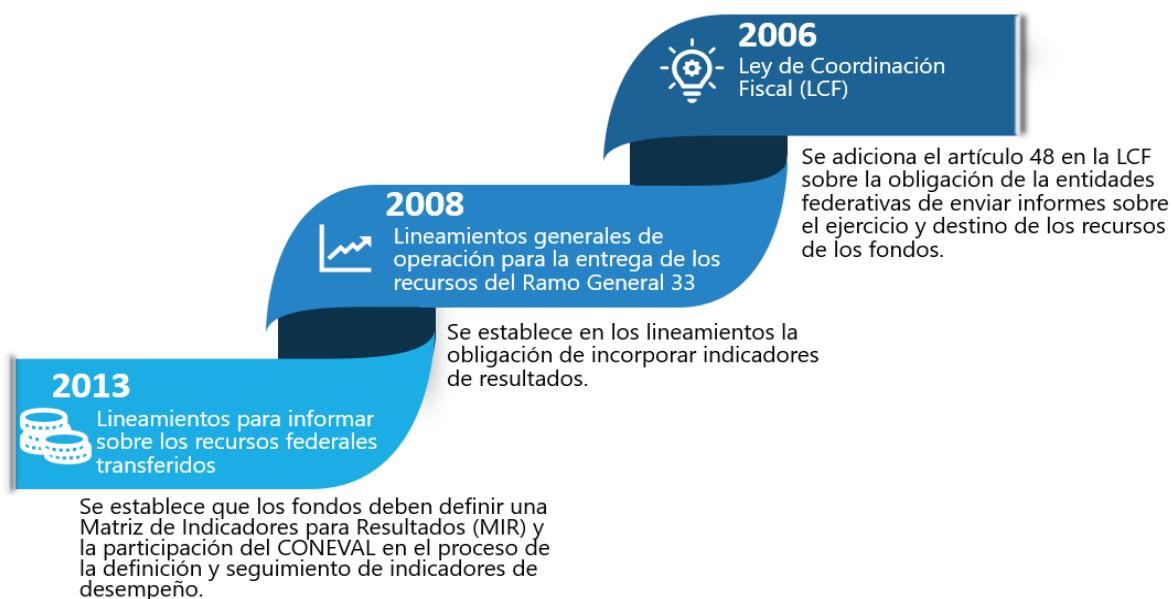 2006
Ley de Coordinación
Fiscal (LCF)
Se adiciona el artículo 48 en la LCF
sobre la obligación de la entidades
federativas de enviar informes sobre
el ejercicio y destino de los recursos
de los fondos.
2008
Lineamientos generales de
operación para la entrega de los
recursos del Ramo General 33
Se establece en los lineamientos la
obligación de incorporar indicadores
de resultados.
2013
Lineamientos para informar
sobre los recursos federales
transferidos
Se establece que los fondos deben definir una
Matriz de Indicadores para Resultados (MIR) y
la participación del CONEVAL en el proceso de
la definición y seguimiento de indicadores de
desempeño.